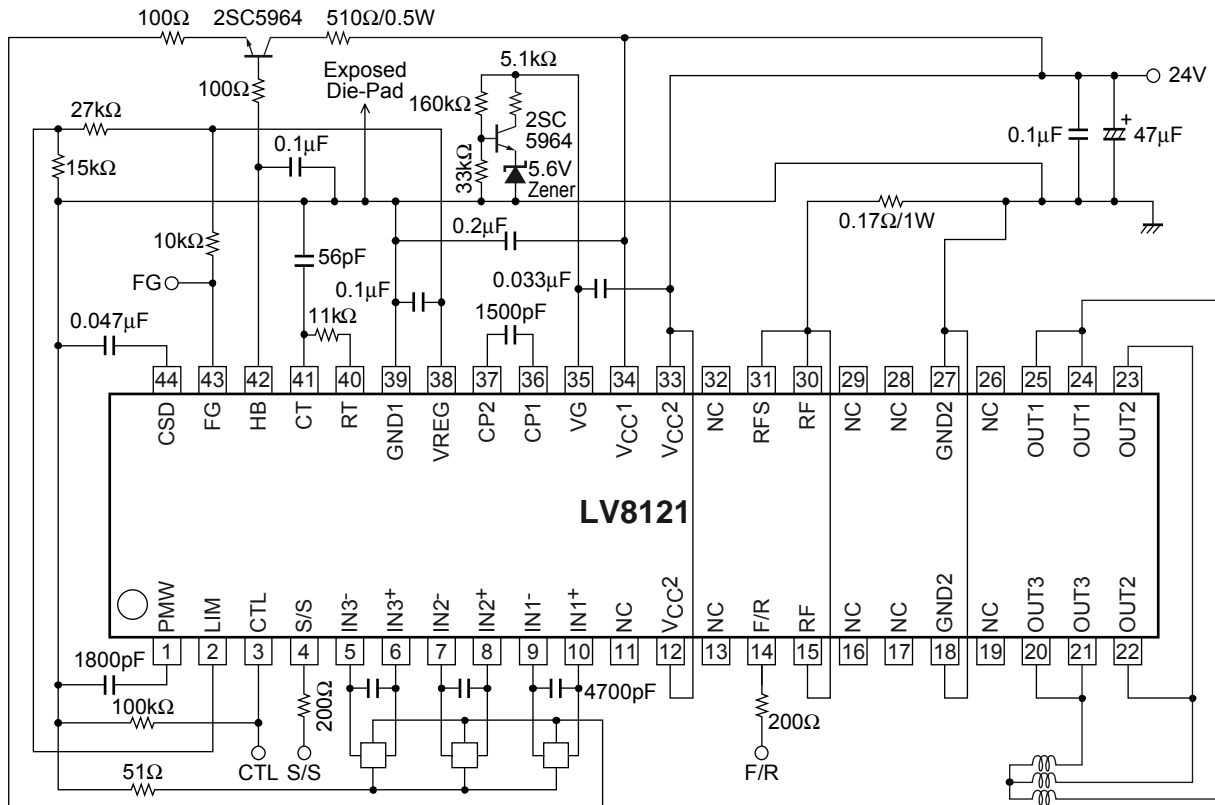 100Ω 2SC5964 510Ω/0.5W
Exposed
Die-Pad
5.1kΩ
24V
100Ω
160kΩ
2SC
5964
27kΩ
0.1μF
0.1μF
+
47μF
15kΩ
33kΩ
5.6V
Zener
0.17Ω/1W
0.2μF
10kΩ
56pF
FG
0.033μF
0.1μF
1500pF
11kΩ
0.047μF
44 43 42 41 40 39 38 37 36 35 34 33 32 31 30 29 28 27 26 25 24 23
CSD FG HB CT RT GND1 VREG CP2 CP1 VG VCC1 VCC2 NC RFS RF NC NC GND2 NC OUT1 OUT1 OUT2
LV8121
PMW LIM CTL S/S IN3- IN3+ IN2- IN2+ IN1- IN1+ NC VCC2 NC F/R RF NC NC GND2 NC OUT3 OUT3 OUT2
1 2 3 4 5 6 7 8 9 10 11 12 13 14 15 16 17 18 19 20 21 22
1800pF
4700pF
100kΩ
200Ω
200Ω
51Ω
CTL S/S
F/R